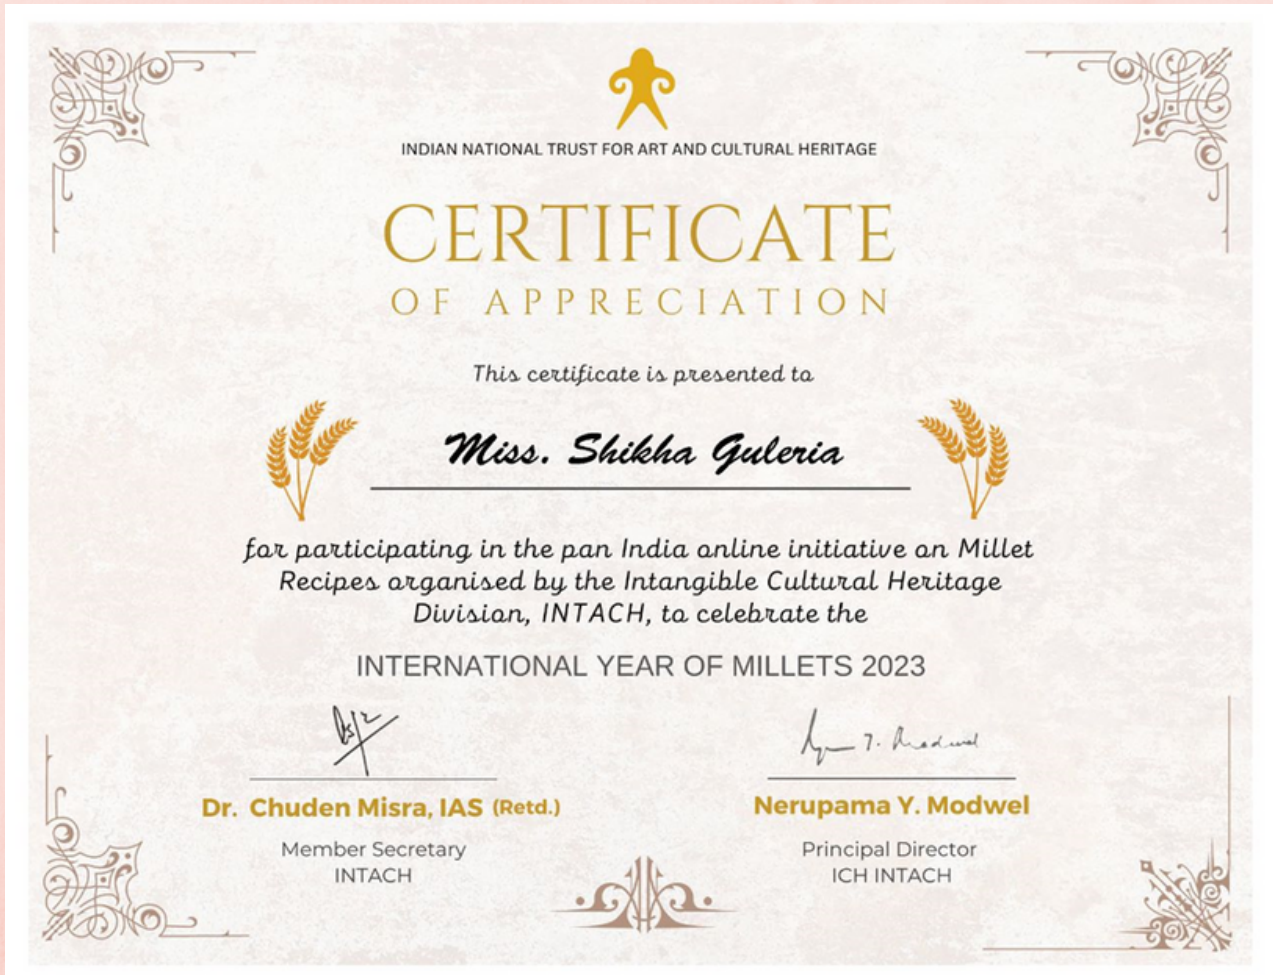 INDIAN NATIONAL TRUST FOR ART AND CULTURAL HERITAGE
CERTIFICATE
OF APPRECIATION
This certificate is presented to
Miss. Shikha Guleria
for participating in the pan India online initiative on Millet
Recipes organised by the Intangible Cultural Heritage
Division, INTACH, to celebrate the
INTERNATIONAL YEAR OF MILLETS 2023
Dr. Chuden Misra, IAS (Retd.)
Member Secretary
INTACH
Nerupama Y. Modwel
Principal Director
ICH INTACH